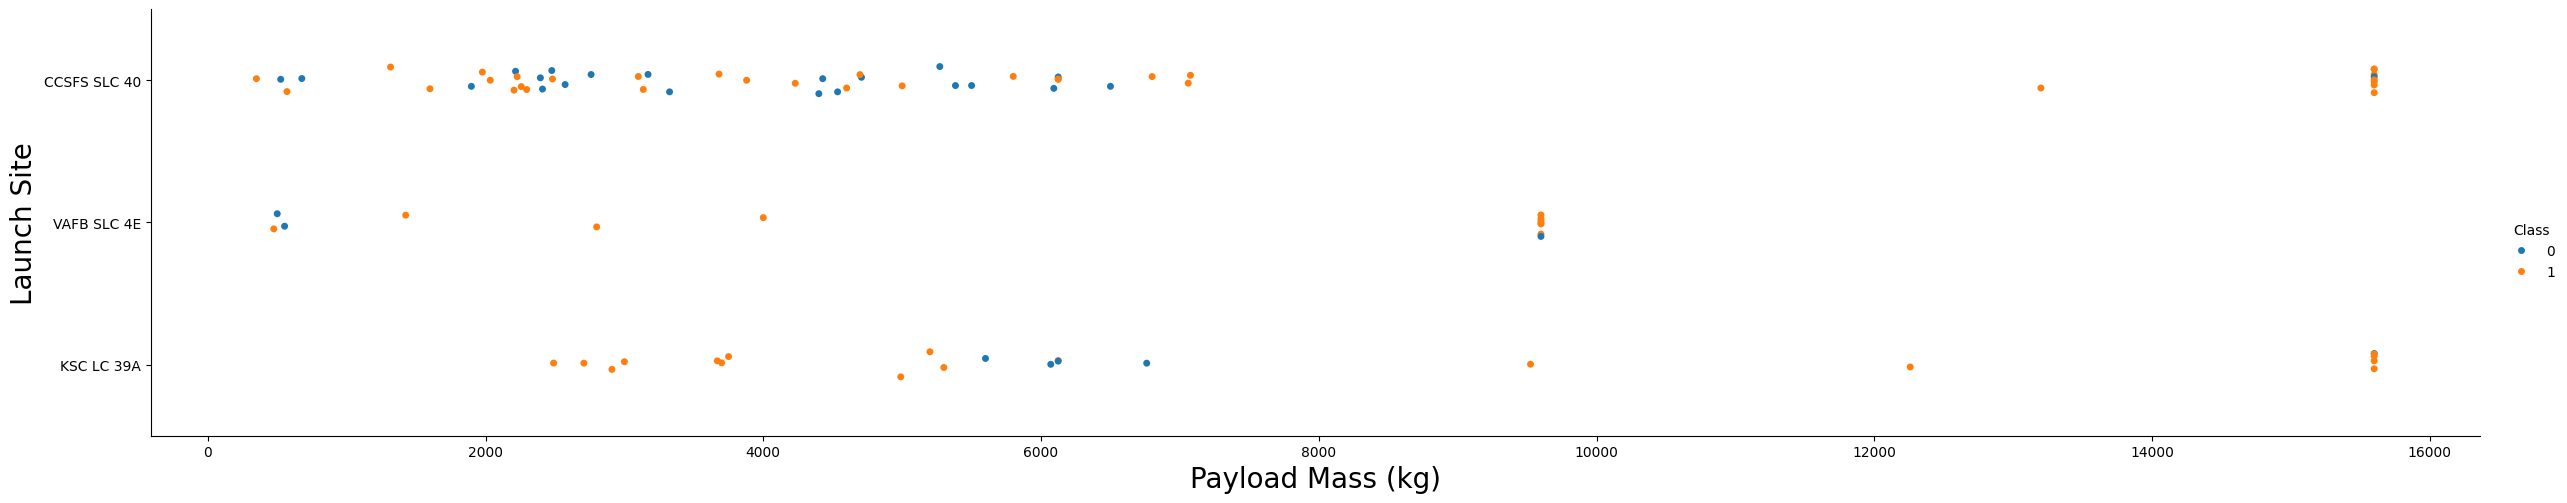 Launch Site
CCSFS SLC 40
VAFB SLC 4E
KSC LC 39A
0
2000
4000
6000
8000
10000
12000
14000
16000
Payload Mass (kg)
Class
0
1